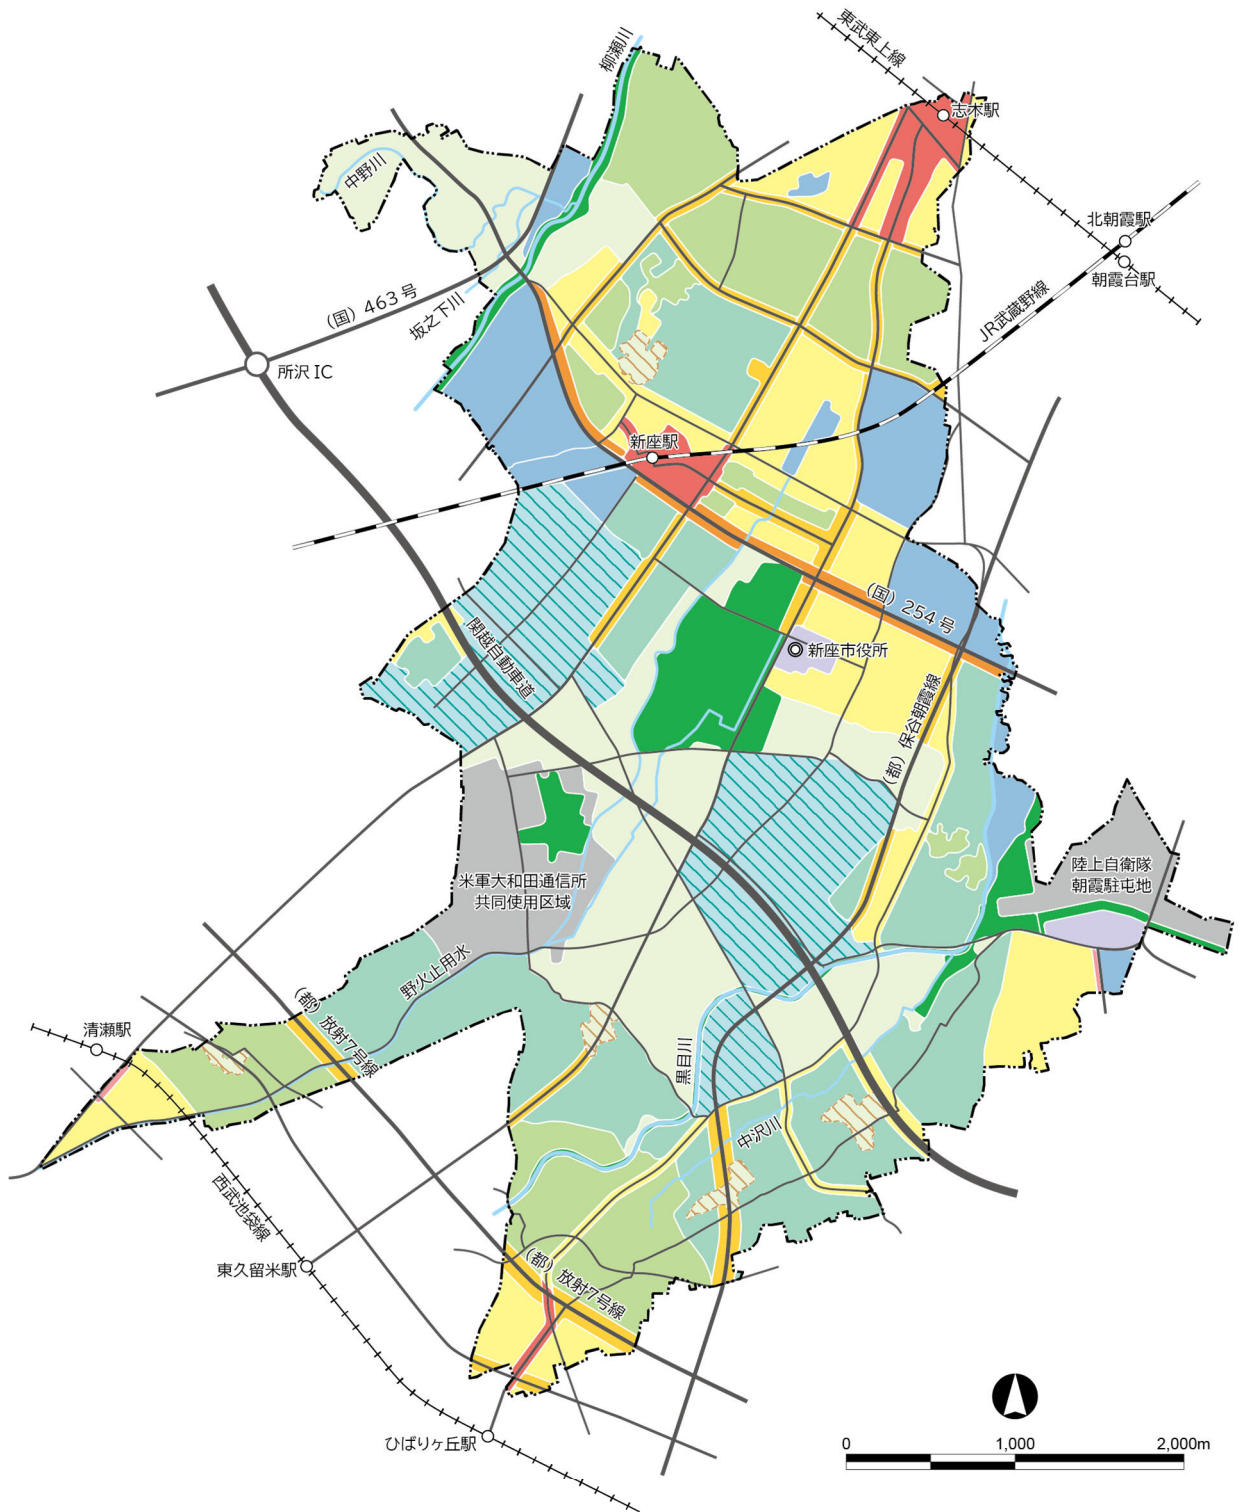 東武東上線
柳瀬川
志木駅
中野川
北朝霞駅
朝霞台駅
JR武蔵野線
(国) 463号
坂之下川
所沢 IC
新座駅
(国) 254号
関越自動車道
新座市役所
(都) 保谷朝霞線
陸上自衛隊
朝霞駐屯地
米軍大和田通信所
共同使用区域
野火止用水
(都) 放射7号線
清瀬駅
黒目川
中沢川
西武池袋線
東久留米駅
(都) 放射7号線
ひばりヶ丘駅
0 1,000 2,000m